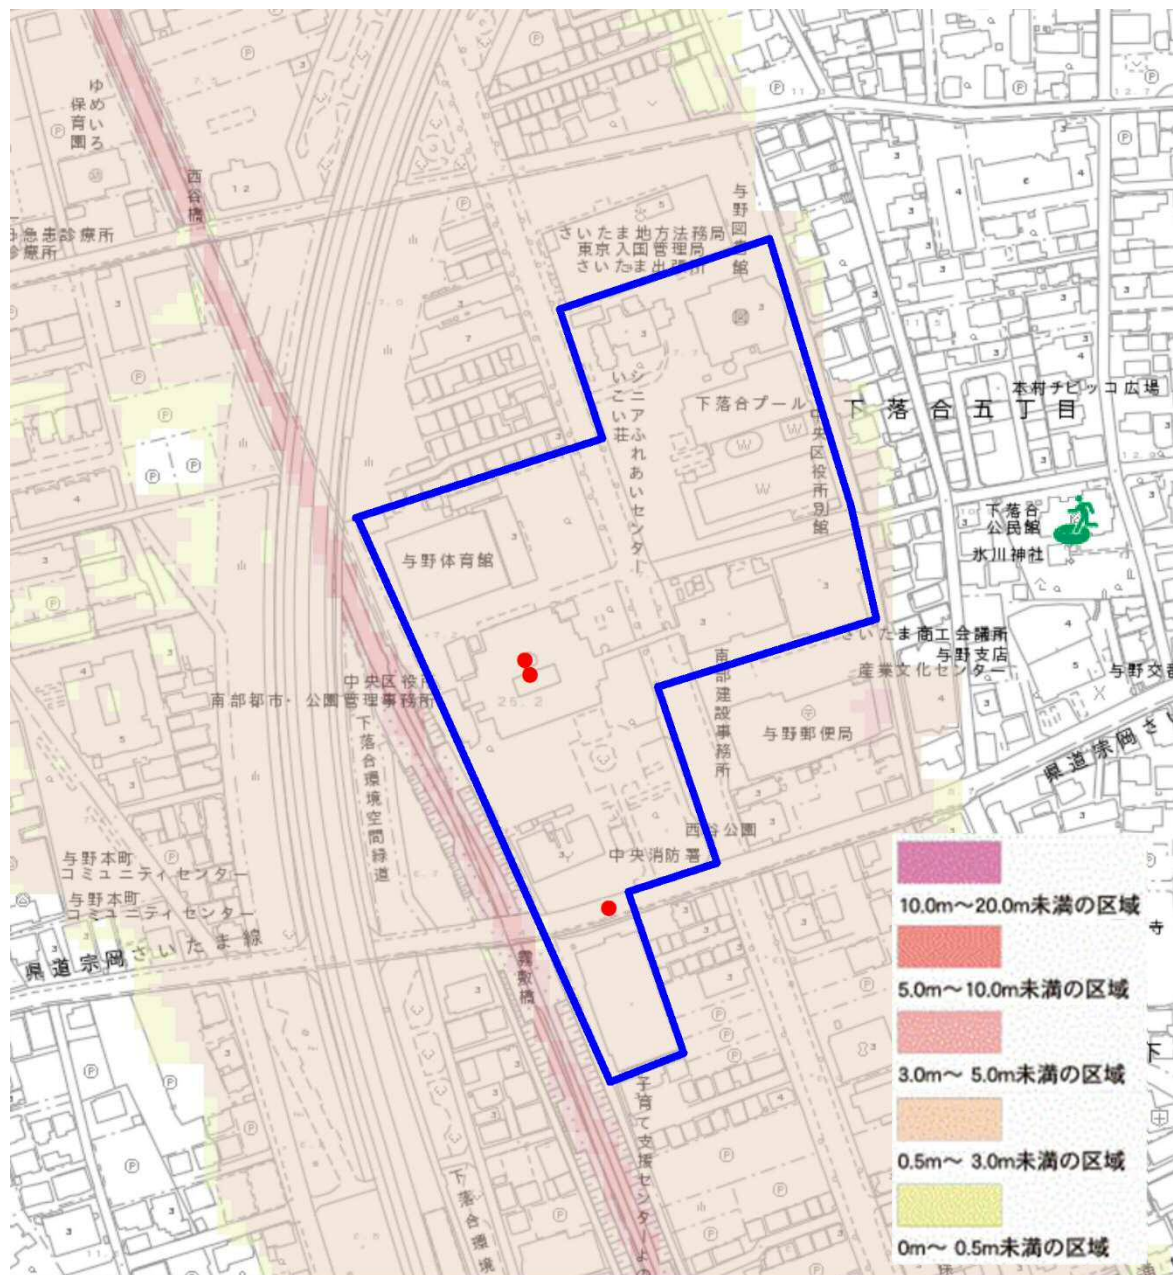 ゆめいろ
保育園
西谷橋
急患診療所
診療所
与野図書館
さいたま地方法務局
東京入国管理局
さいたま出張所
本村チビッコ広場
下落合五丁目
シニアふれあいセンター
いこい荘
下落合プール
中央区役所別館
下落合
公民館
氷川神社
与野体育館
さいたま商工会議所
与野支店
産業文化センター
中央区役所
南部都市・公園管理事務所
25.2
南部建設事務所
与野郵便局
下落合環境空間緑道
県道宗岡さい
西谷公園
中央消防署
与野本町
コミュニティセンター
与野本町
コミュニティセンター
県道宗岡さいたま線
子育て支援センターよの
下落合環境
10.0m～20.0m未満の区域
5.0m～10.0m未満の区域
3.0m～ 5.0m未満の区域
0.5m～ 3.0m未満の区域
0m～ 0.5m未満の区域
寺
下